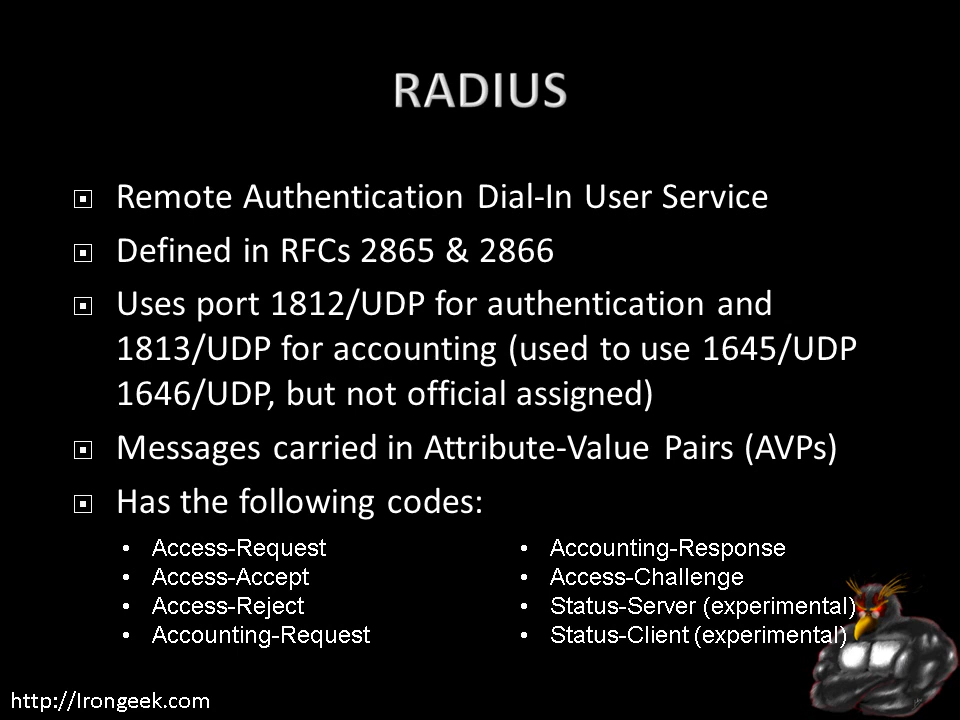 RADIUS
Remote Authentication Dial-In User Service
Defined in RFCs 2865 & 2866
Uses port 1812/UDP for authentication and
1813/UDP for accounting (used to use 1645/UDP
1646/UDP, but not official assigned)
Messages carried in Attribute-Value Pairs (AVPs)
Has the following codes:
• Access-Request
• Access-Accept
• Access-Reject
• Accounting-Request
• Accounting-Response
• Access-Challenge
• Status-Server (experimental)
• Status-Client (experimental)
http://Irongeek.com